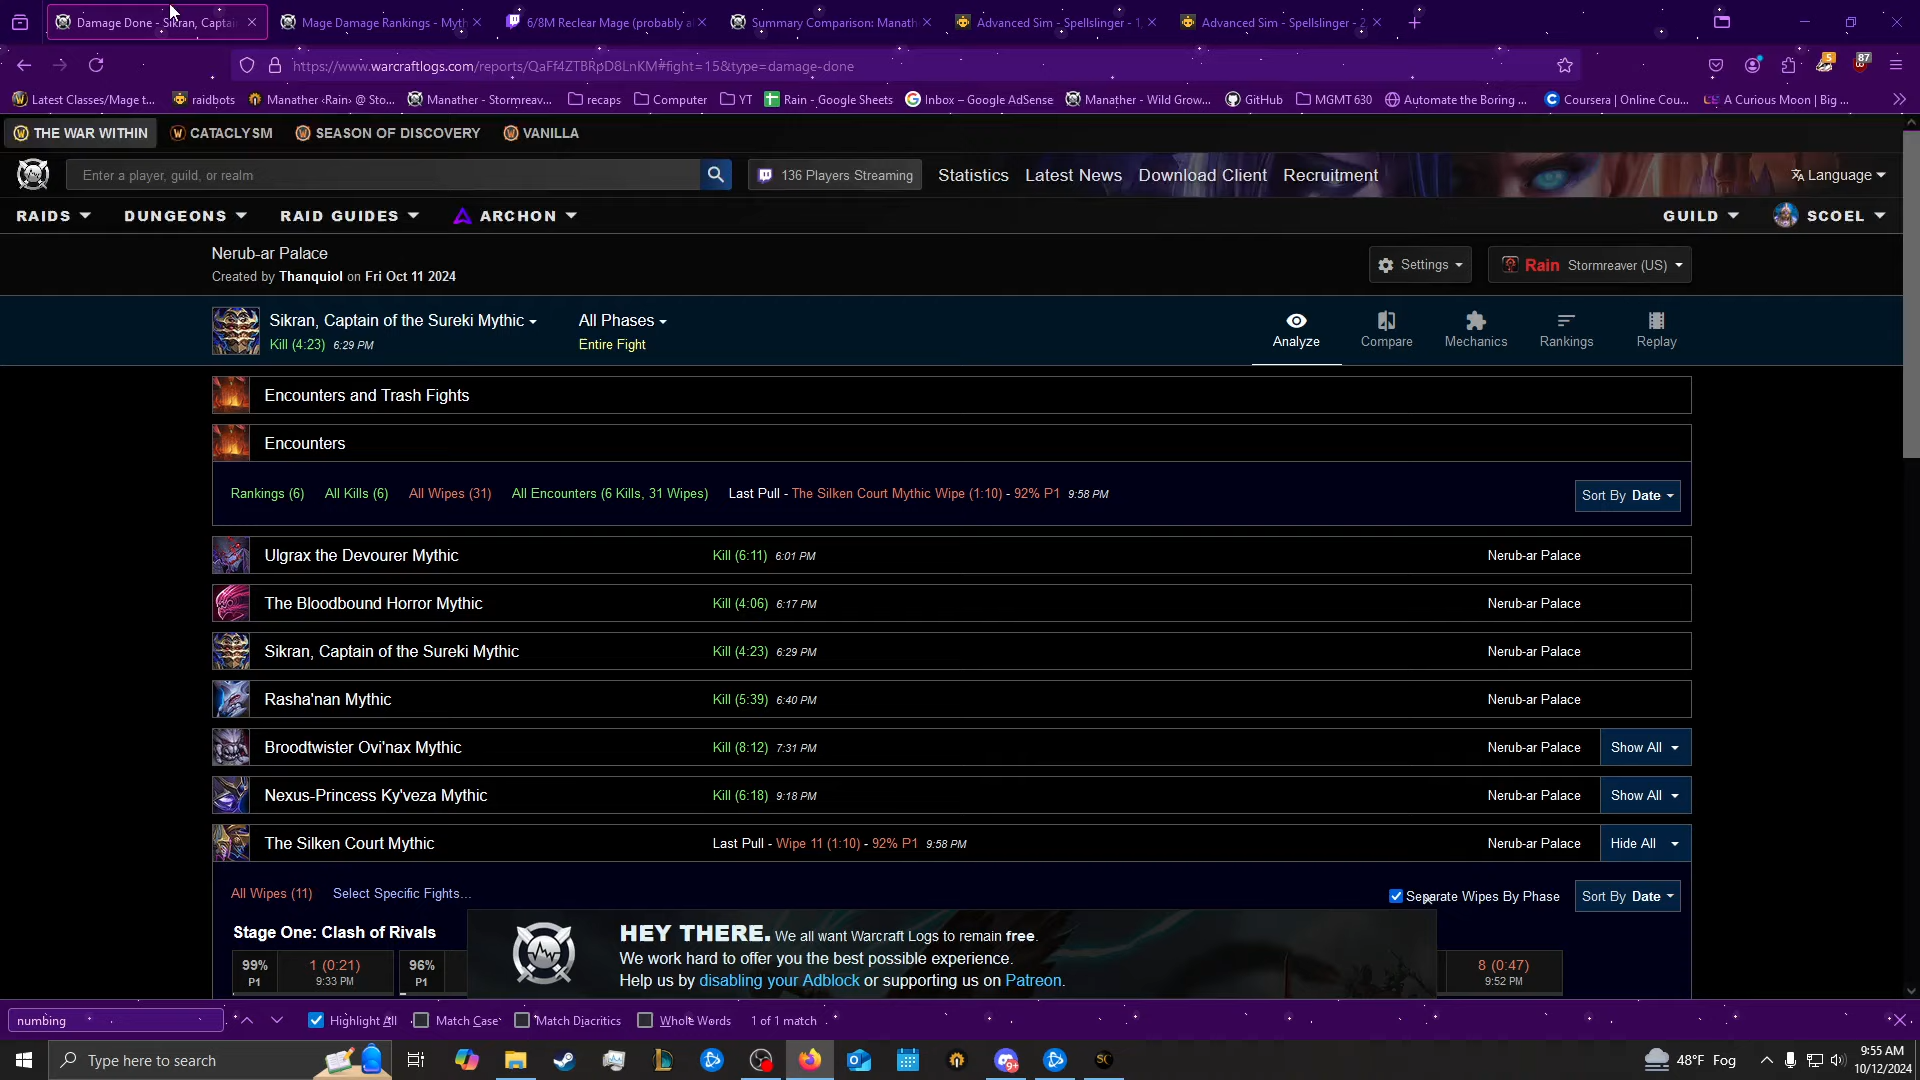 Damage Done - Sikran, Captai
Mage Damage Rankings - Myth
6/8M Reclear Mage (probably a
Summary Comparison: Manath
Advanced Sim - Spellslinger - 1,
Advanced Sim - Spellslinger - 2,
https://www.warcraftlogs.com/reports/QaFf4ZTBRpD8LnKM#fight=15&type=damage-done
5
87
Latest Classes/Mage t...
raidbots
Manather ‹Rain› @ Sto...
Manather - Stormreav...
recaps
Computer
YT
Rain - Google Sheets
Inbox – Google AdSense
Manather - Wild Grow...
GitHub
MGMT 630
Automate the Boring ...
Coursera | Online Cou...
A Curious Moon | Big ...
THE WAR WITHIN
CATACLYSM
SEASON OF DISCOVERY
VANILLA
Enter a player, guild, or realm
136 Players Streaming
Statistics
Latest News
Download Client
Recruitment
Language
RAIDS
DUNGEONS
RAID GUIDES
ARCHON
GUILD
SCOEL
Nerub-ar Palace
Created by Thanquiol on Fri Oct 11 2024
Settings
Rain Stormreaver (US)
Sikran, Captain of the Sureki Mythic
Kill (4:23) 6:29 PM
All Phases
Entire Fight
Analyze
Compare
Mechanics
Rankings
Replay
Encounters and Trash Fights
Encounters
Rankings (6) All Kills (6) All Wipes (31) All Encounters (6 Kills, 31 Wipes) Last Pull - The Silken Court Mythic Wipe (1:10) - 92% P1 9:58 PM
Sort By Date
Ulgrax the Devourer Mythic Kill (6:11) 6:01 PM Nerub-ar Palace
The Bloodbound Horror Mythic Kill (4:06) 6:17 PM Nerub-ar Palace
Sikran, Captain of the Sureki Mythic Kill (4:23) 6:29 PM Nerub-ar Palace
Rasha'nan Mythic Kill (5:39) 6:40 PM Nerub-ar Palace
Broodtwister Ovi'nax Mythic Kill (8:12) 7:31 PM Nerub-ar Palace Show All
Nexus-Princess Ky'veza Mythic Kill (6:18) 9:18 PM Nerub-ar Palace Show All
The Silken Court Mythic Last Pull - Wipe 11 (1:10) - 92% P1 9:58 PM Nerub-ar Palace Hide All
All Wipes (11) Select Specific Fights... Separate Wipes By Phase Sort By Date
Stage One: Clash of Rivals
99% P1
1 (0:21) 9:33 PM
96% P1
8 (0:47) 9:52 PM
HEY THERE. We all want Warcraft Logs to remain free.
We work hard to offer you the best possible experience.
Help us by disabling your Adblock or supporting us on Patreon.
numbing
Highlight All
Match Case
Match Diacritics
Whole Words
1 of 1 match
Type here to search
9+
SC
48°F Fog
9:55 AM
10/12/2024